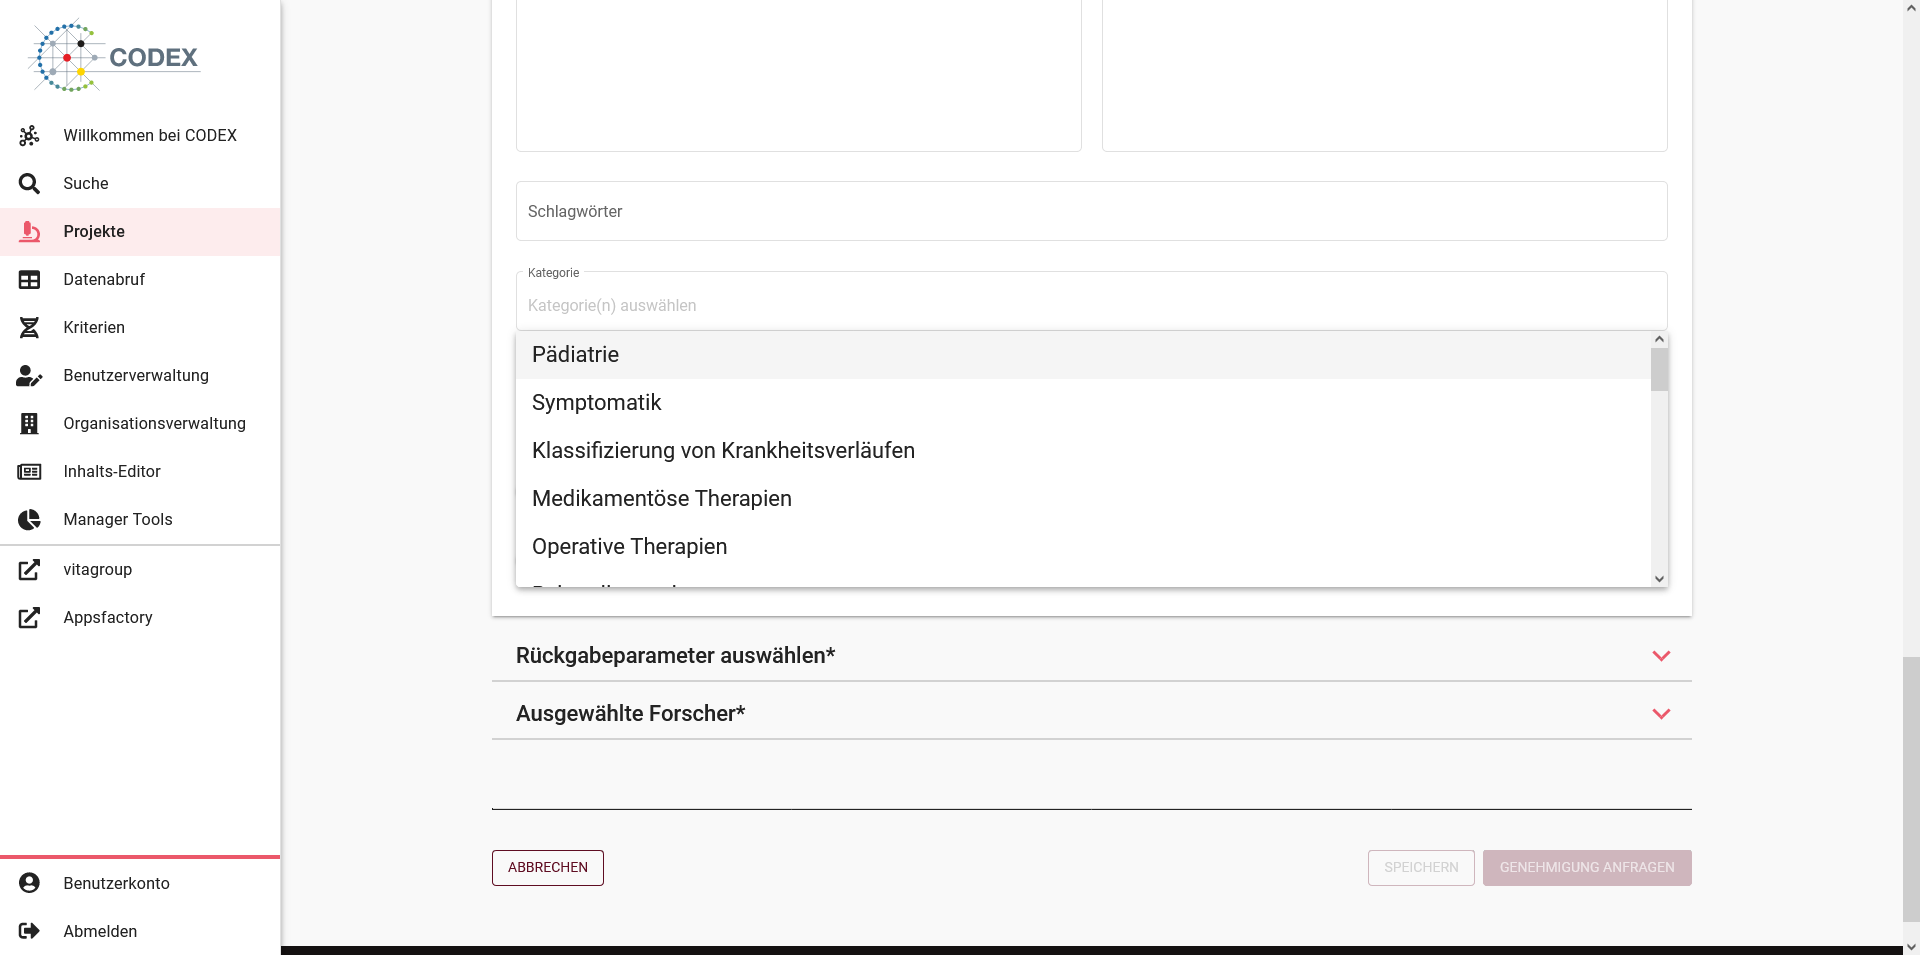 CODEX
Willkommen bei CODEX
Suche
Projekte
Datenabruf
Kriterien
Benutzerverwaltung
Organisationsverwaltung
Inhalts-Editor
Manager Tools
vitagroup
Appsfactory
Benutzerkonto
Abmelden
Schlagwörter
Kategorie
Kategorie(n) auswählen
Pädiatrie
Symptomatik
Klassifizierung von Krankheitsverläufen
Medikamentöse Therapien
Operative Therapien
Rückgabeparameter auswählen*
Ausgewählte Forscher*
ABBRECHEN
SPEICHERN
GENEHMIGUNG ANFRAGEN